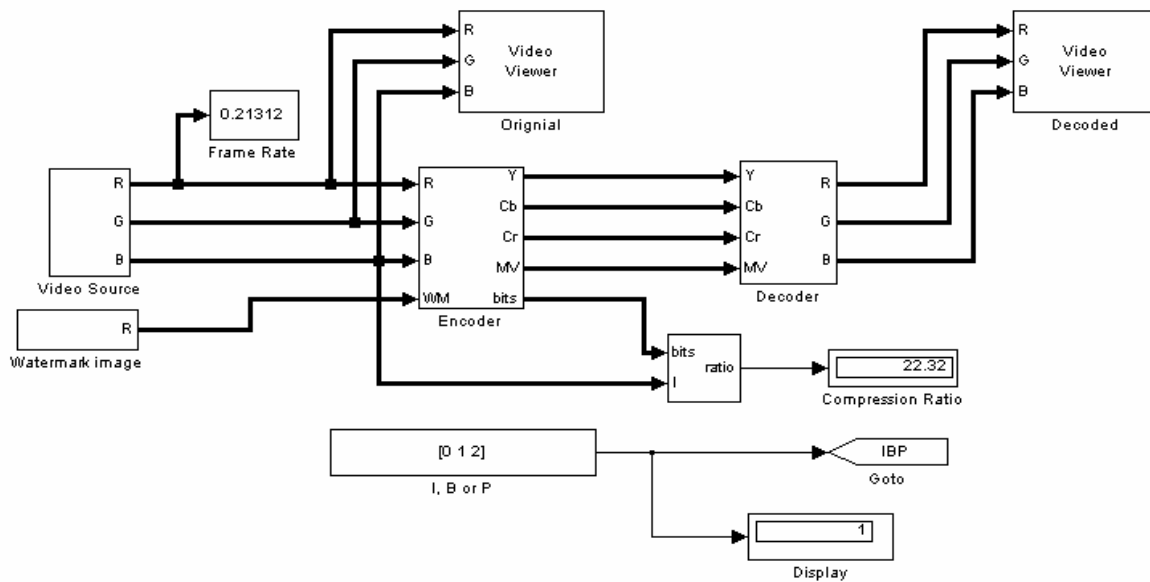 R
G
B
Video
Viewer
Orignial
R
G
B
Video
Viewer
Decoded
0.21312
Frame Rate
R
G
B
Video Source
R
G
B
WM
Y
Cb
Cr
MV
bits
Encoder
Y
Cb
Cr
MV
R
G
B
Decoder
R
Watermark image
bits
I
ratio
22.32
Compression Ratio
[0 1 2]
I, B or P
IBP
Goto
1
Display